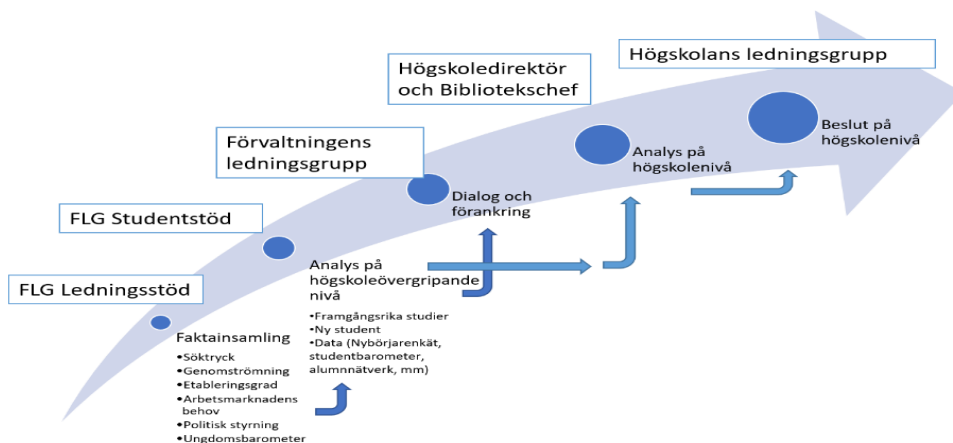 Högskolans ledningsgrupp
Högskoledirektör
och Bibliotekschef
Förvaltningens
ledningsgrupp
FLG Studentstöd
FLG Ledningsstöd
Faktainsamling
•Söktryck
•Genomströmning
•Etableringsgrad
•Arbetsmarknadens
behov
•Politisk styrning
•Ungdomsbarometer
Analys på
högskoleövergripande
nivå
•Framgångsrika studier
•Ny student
•Data (Nybörjarenkät,
studentbarometer,
alumnnätverk, mm)
Dialog och
förankring
Analys på
högskolenivå
Beslut på
högskolenivå